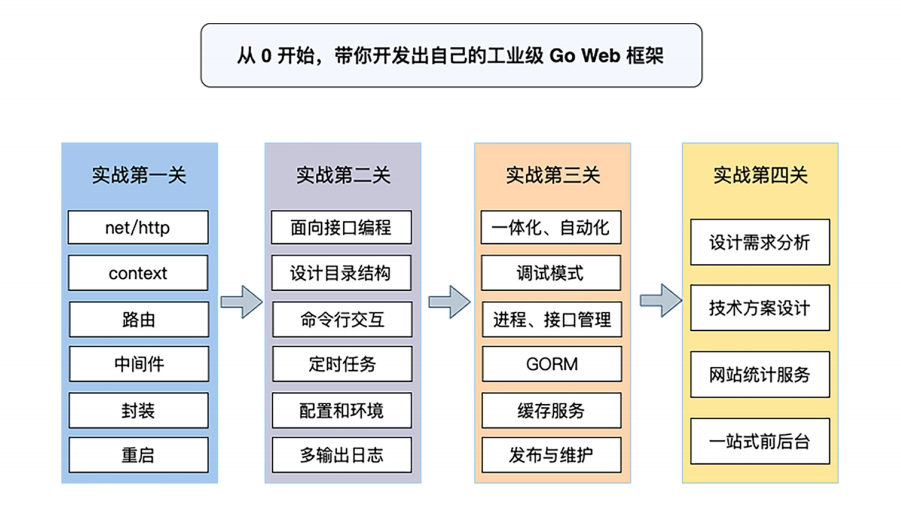 从 0 开始，带你开发出自己的工业级 Go Web 框架
实战第一关
net/http
context
路由
中间件
封装
重启
实战第二关
面向接口编程
设计目录结构
命令行交互
定时任务
配置和环境
多输出日志
实战第三关
一体化、自动化
调试模式
进程、接口管理
GORM
缓存服务
发布与维护
实战第四关
设计需求分析
技术方案设计
网站统计服务
一站式前后台